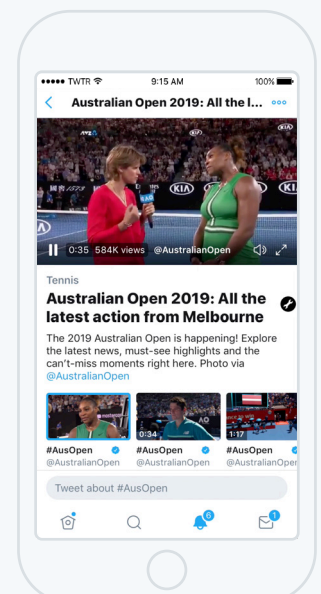 TWTR
9:15 AM
100%
Australian Open 2019: All the l...
KIA
KIA
KIA
0:35 584K views @AustralianOpen
Tennis
Australian Open 2019: All the
latest action from Melbourne
The 2019 Australian Open is happening! Explore
the latest news, must-see highlights and the
can't-miss moments right here. Photo via
@AustralianOpen
0:34
AO
1:17
#AusOpen
#AusOpen
#AusOpen
@AustralianOpen
@AustralianOpen
@AustralianOper
Tweet about #AusOpen
6
1